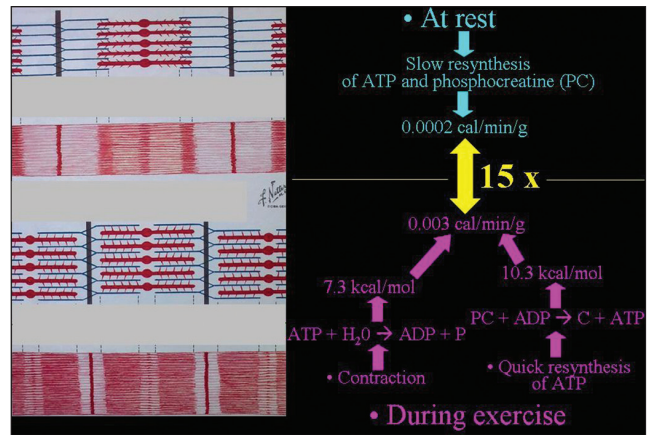 • At rest
Slow resynthesis
of ATP and phosphocreatine (PC)
0.0002 cal/min/g
15 x
0.003 cal/min/g
7.3 kcal/mol
10.3 kcal/mol
ATP + H₂0 → ADP + P
PC + ADP → C + ATP
• Contraction
• Quick resynthesis
of ATP
• During exercise